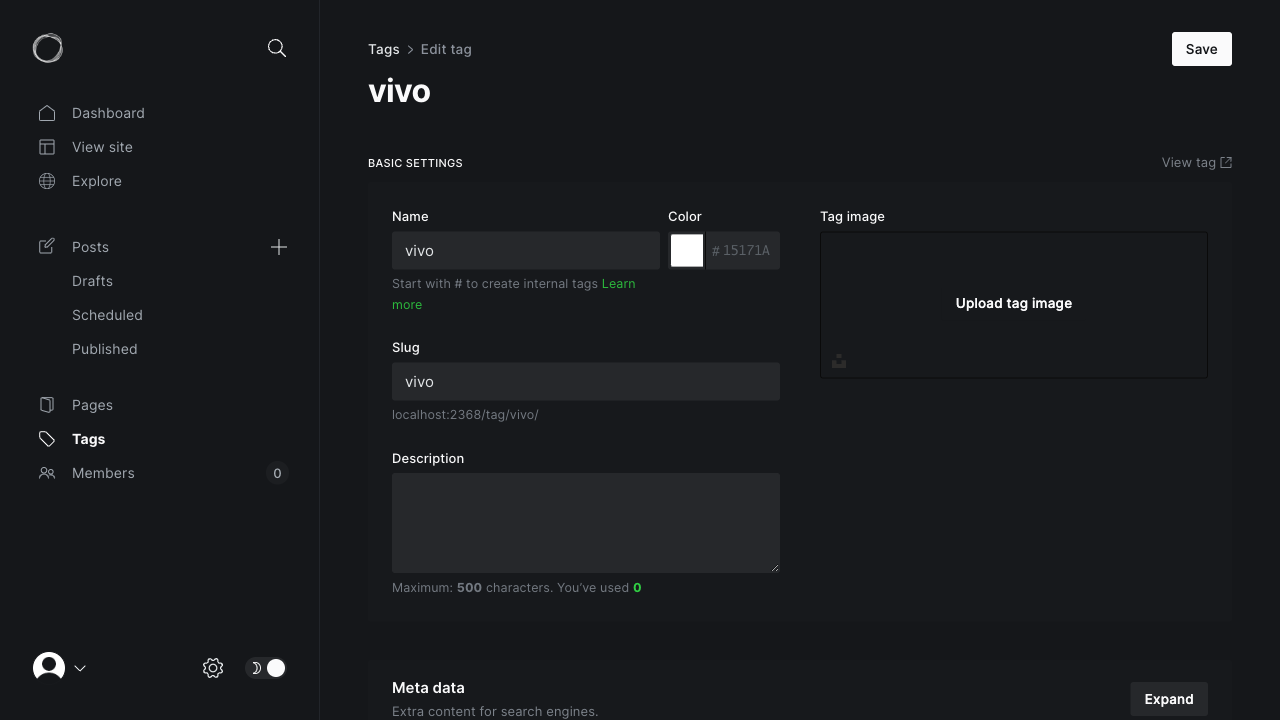 Dashboard
View site
Explore
Posts
Drafts
Scheduled
Published
Pages
Tags
Members
0
Tags > Edit tag
Save
vivo
BASIC SETTINGS
View tag
Name
vivo
Start with # to create internal tags Learn
more
Color
# 15171A
Slug
vivo
localhost:2368/tag/vivo/
Description
Maximum: 500 characters. You've used 0
Tag image
Upload tag image
Meta data
Extra content for search engines.
Expand